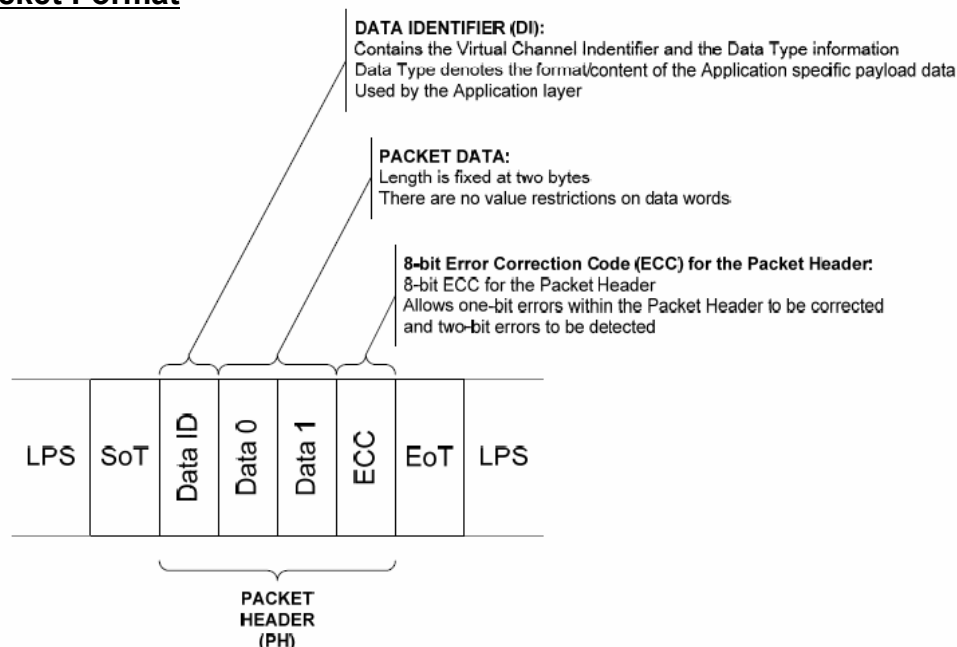 DATA IDENTIFIER (DI):
Contains the Virtual Channel Indentifier and the Data Type information
Data Type denotes the format/content of the Application specific payload data
Used by the Application layer
PACKET DATA:
Length is fixed at two bytes
There are no value restrictions on data words
8-bit Error Correction Code (ECC) for the Packet Header:
8-bit ECC for the Packet Header
Allows one-bit errors within the Packet Header to be corrected
and two-bit errors to be detected
LPS
SoT
Data ID
Data 0
Data 1
ECC
EoT
LPS
PACKET
HEADER
(PH)